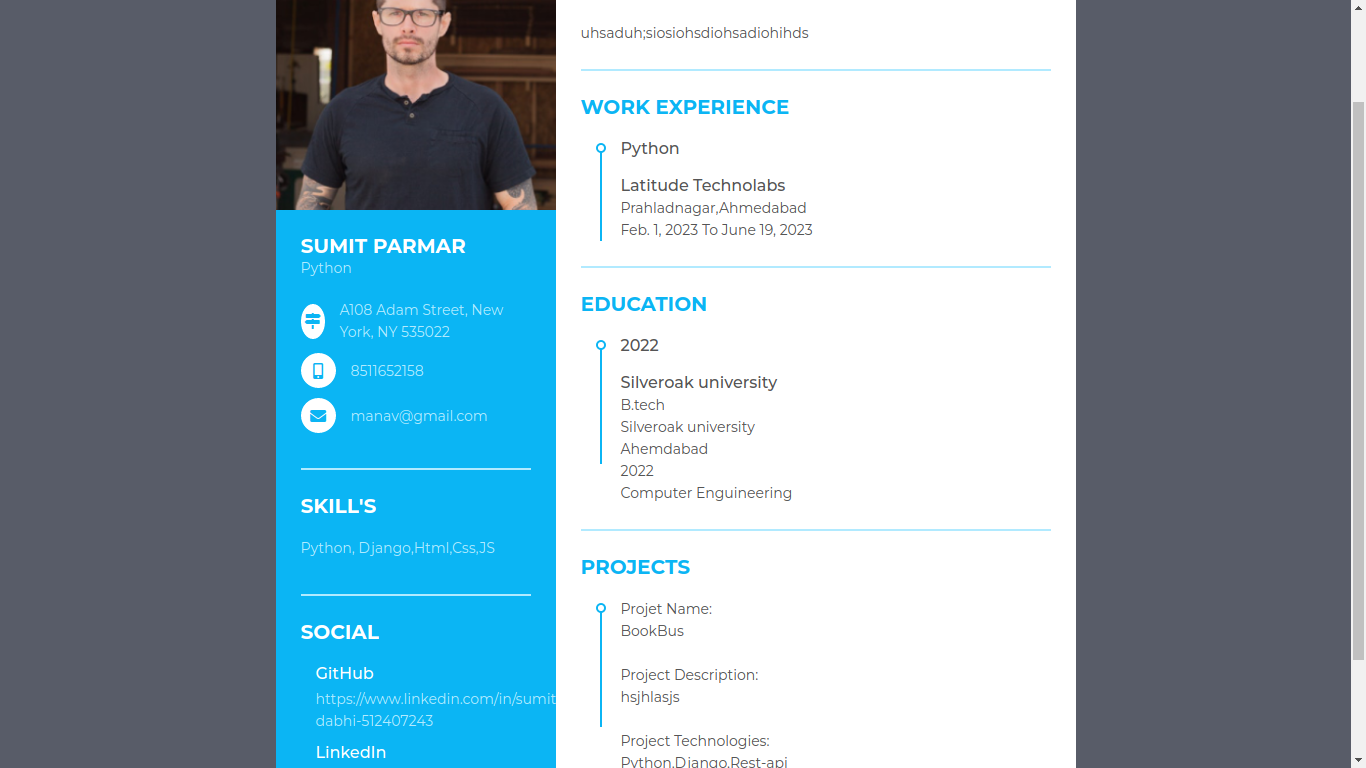 SUMIT PARMAR
Python
A108 Adam Street, New
York, NY 535022
8511652158
manav@gmail.com
SKILL'S
Python, Django,Html,Css,JS
SOCIAL
GitHub
https://www.linkedin.com/in/sumit
dabhi-512407243
LinkedIn
uhsaduh;siosiohsdiohsadiohihds
WORK EXPERIENCE
Python
Latitude Technolabs
Prahladnagar,Ahmedabad
Feb. 1, 2023 To June 19, 2023
EDUCATION
2022
Silveroak university
B.tech
Silveroak university
Ahemdabad
2022
Computer Enguineering
PROJECTS
Projet Name:
BookBus
Project Description:
hsjhlasjs
Project Technologies:
Python,Django,Rest-api